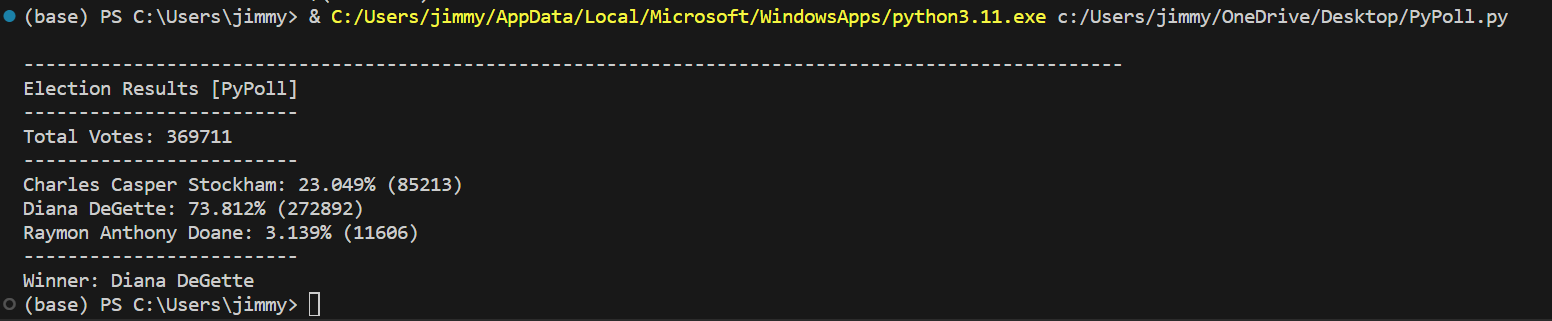 (base) PS C:\Users\jimmy> & C:/Users/jimmy/AppData/Local/Microsoft/WindowsApps/python3.11.exe c:/Users/jimmy/OneDrive/Desktop/PyPoll.py
----------------------------------------------------------------------------------------------------
Election Results [PyPoll]
-------------------------
Total Votes: 369711
-------------------------
Charles Casper Stockham: 23.049% (85213)
Diana DeGette: 73.812% (272892)
Raymon Anthony Doane: 3.139% (11606)
-------------------------
Winner: Diana DeGette
(base) PS C:\Users\jimmy>